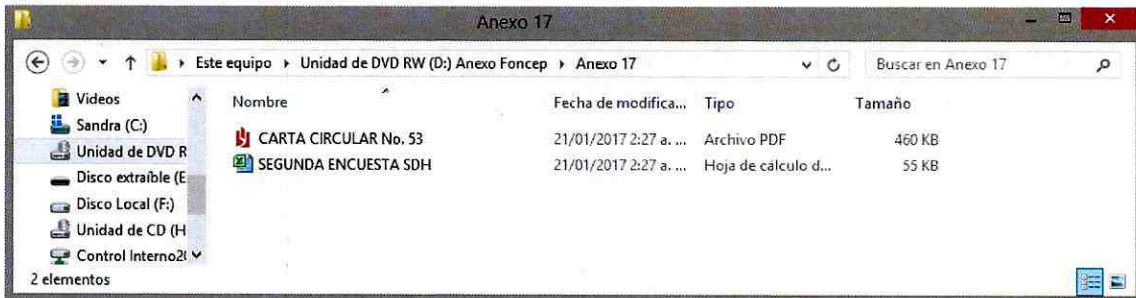 Anexo 17
Este equipo Unidad de DVD RW (D:) Anexo Foncep Anexo 17 Buscar en Anexo 17
Videos
Sandra (C:)
Unidad de DVD R
Disco extraíble (E
Disco Local (F:)
Unidad de CD (H
Control Interno2(
Nombre Fecha de modifica... Tipo Tamaño
CARTA CIRCULAR No. 53 21/01/2017 2:27 a. ... Archivo PDF 460 KB
SEGUNDA ENCUESTA SDH 21/01/2017 2:27 a. ... Hoja de cálculo d... 55 KB
2 elementos